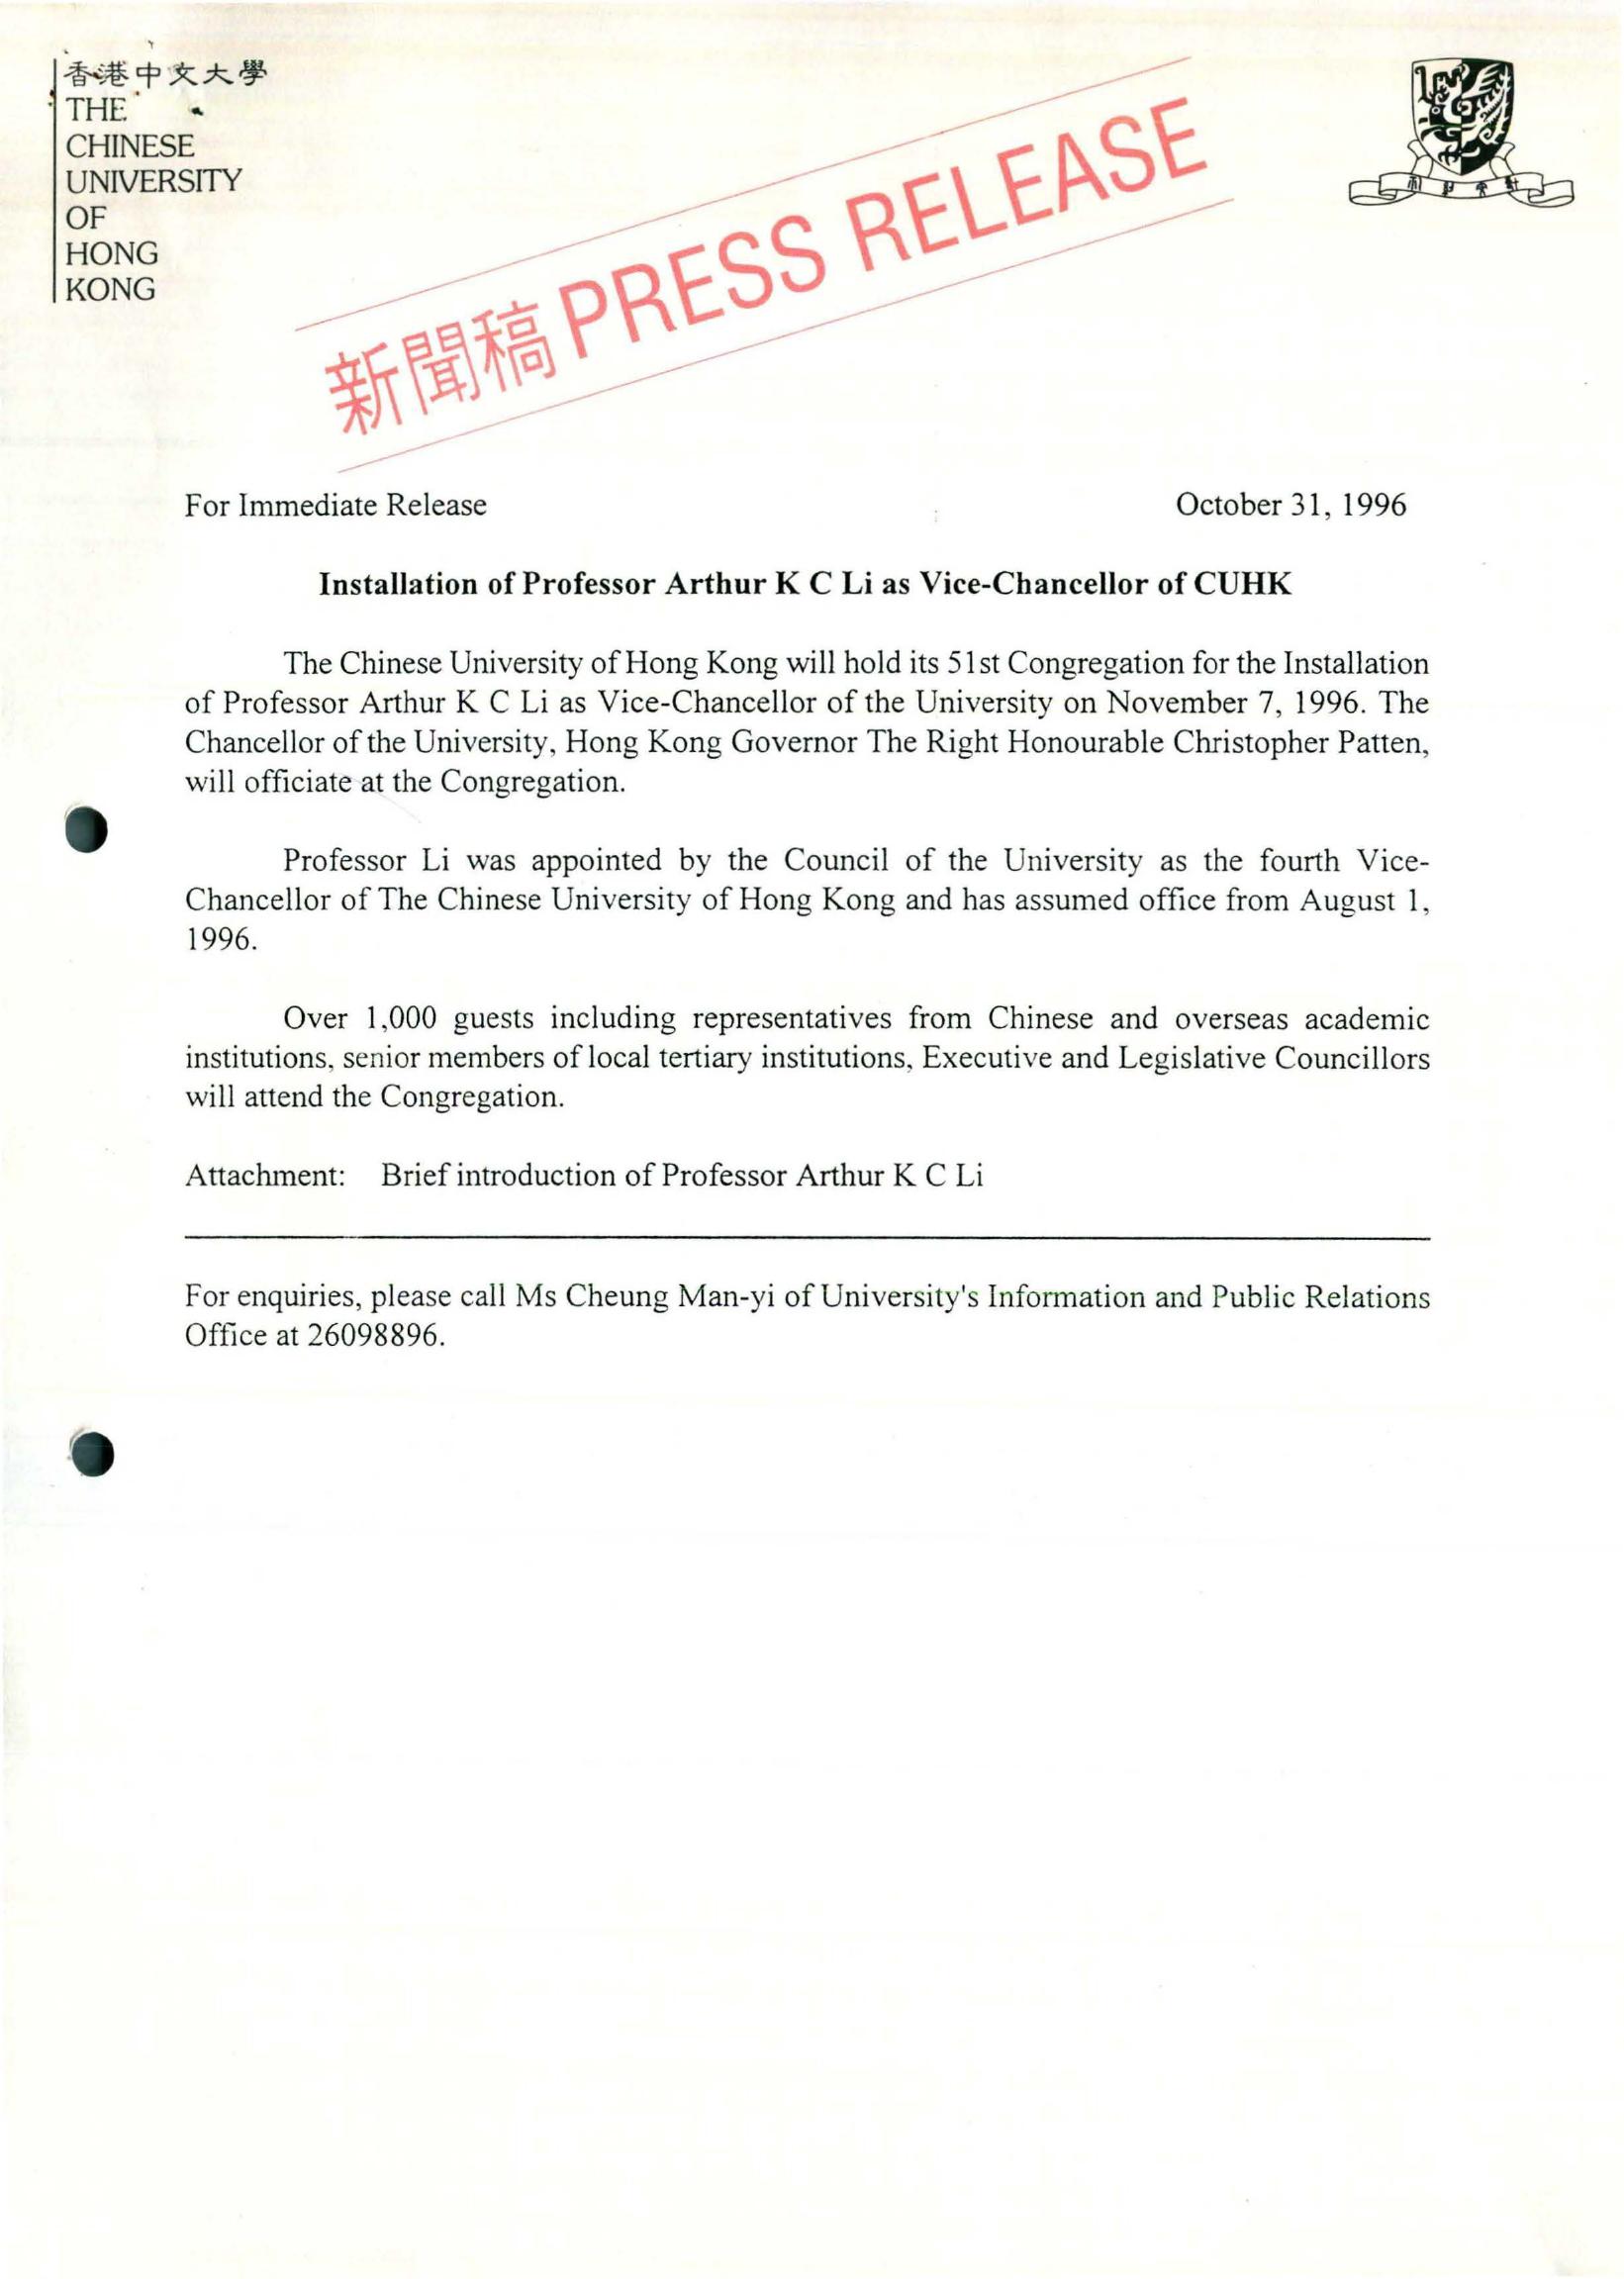 香港中文大學
THE
CHINESE
UNIVERSITY
OF
HONG
KONG
新聞稿 PRESS RELEASE
For Immediate Release October 31, 1996
Installation of Professor Arthur K C Li as Vice-Chancellor of CUHK
The Chinese University of Hong Kong will hold its 51st Congregation for the Installation
of Professor Arthur K C Li as Vice-Chancellor of the University on November 7, 1996. The
Chancellor of the University, Hong Kong Governor The Right Honourable Christopher Patten,
will officiate at the Congregation.
Professor Li was appointed by the Council of the University as the fourth Vice-
Chancellor of The Chinese University of Hong Kong and has assumed office from August 1,
1996.
Over 1,000 guests including representatives from Chinese and overseas academic
institutions, senior members of local tertiary institutions, Executive and Legislative Councillors
will attend the Congregation.
Attachment: Brief introduction of Professor Arthur K C Li
For enquiries, please call Ms Cheung Man-yi of University's Information and Public Relations
Office at 26098896.